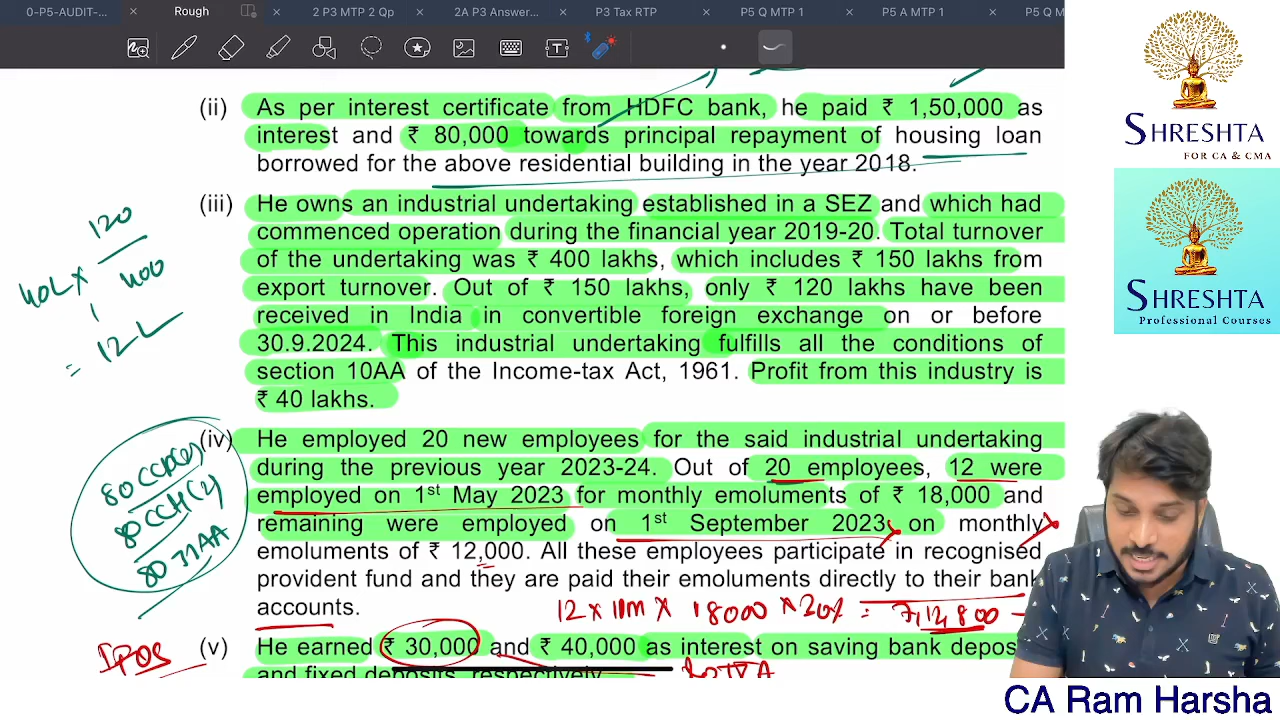 0-P5-AUDIT-...
Rough
2 P3 MTP 2 Qp
2A P3 Answer...
P3 Tax RTP
P5 Q MTP 1
P5 A MTP 1
P5 Q M
(ii) As per interest certificate from HDFC bank, he paid ₹ 1,50,000 as
interest and ₹ 80,000 towards principal repayment of housing loan
borrowed for the above residential building in the year 2018.
(iii) He owns an industrial undertaking established in a SEZ and which had
commenced operation during the financial year 2019-20. Total turnover
of the undertaking was ₹ 400 lakhs, which includes ₹ 150 lakhs from
export turnover. Out of ₹ 150 lakhs, only ₹ 120 lakhs have been
received in India in convertible foreign exchange on or before
30.9.2024. This industrial undertaking fulfills all the conditions of
section 10AA of the Income-tax Act, 1961. Profit from this industry is
₹ 40 lakhs.
40L x 120
400
= 12L
(iv) He employed 20 new employees for the said industrial undertaking
during the previous year 2023-24. Out of 20 employees, 12 were
employed on 1st May 2023 for monthly emoluments of ₹ 18,000 and
remaining were employed on 1st September 2023 on monthly
emoluments of ₹ 12,000. All these employees participate in recognised
provident fund and they are paid their emoluments directly to their bank
accounts.
80CCH(2)
80JJAA
12 x 11m x 18000 x 30% = 7,12,800
IFOS
(v) He earned ₹ 30,000 and ₹ 40,000 as interest on saving bank depos
and fixed deposits, respectively.
80TTA
SHRESHTA
FOR CA & CMA
SHRESHTA
Professional Courses
CA Ram Harsha